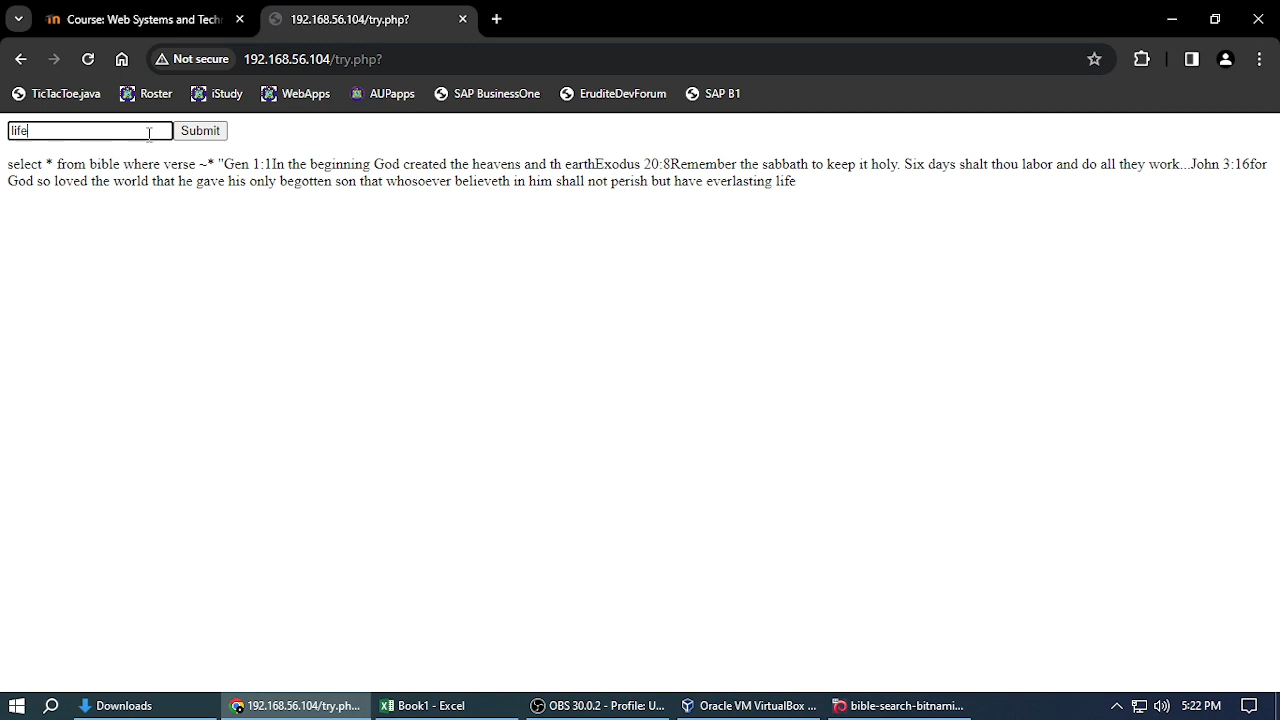 Course: Web Systems and Tech
192.168.56.104/try.php?
Not secure
192.168.56.104/try.php?
TicTacToe.java
Roster
iStudy
WebApps
AUPapps
SAP BusinessOne
EruditeDevForum
SAP B1
life
Submit
select * from bible where verse ~* "Gen 1:1In the beginning God created the heavens and th earthExodus 20:8Remember the sabbath to keep it holy. Six days shalt thou labor and do all they work...John 3:16for
God so loved the world that he gave his only begotten son that whosoever believeth in him shall not perish but have everlasting life
Downloads
192.168.56.104/try.ph...
Book1 - Excel
OBS 30.0.2 - Profile: U...
Oracle VM VirtualBox ...
bible-search-bitnami...
5:22 PM